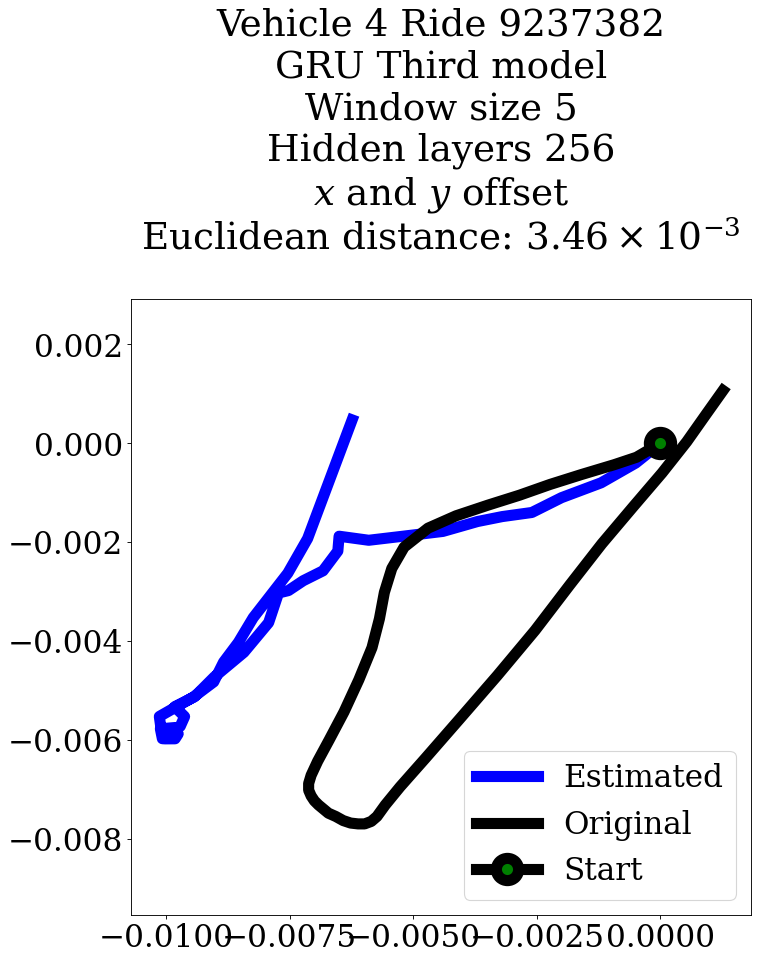 Vehicle 4 Ride 9237382
GRU Third model
Window size 5
Hidden layers 256
x and y offset
Euclidean distance: 3.46 × 10⁻³
0.002
0.000
−0.002
−0.004
−0.006
−0.008
Estimated
Original
Start
−0.0100 −0.0075 −0.0050 −0.0025 0.0000